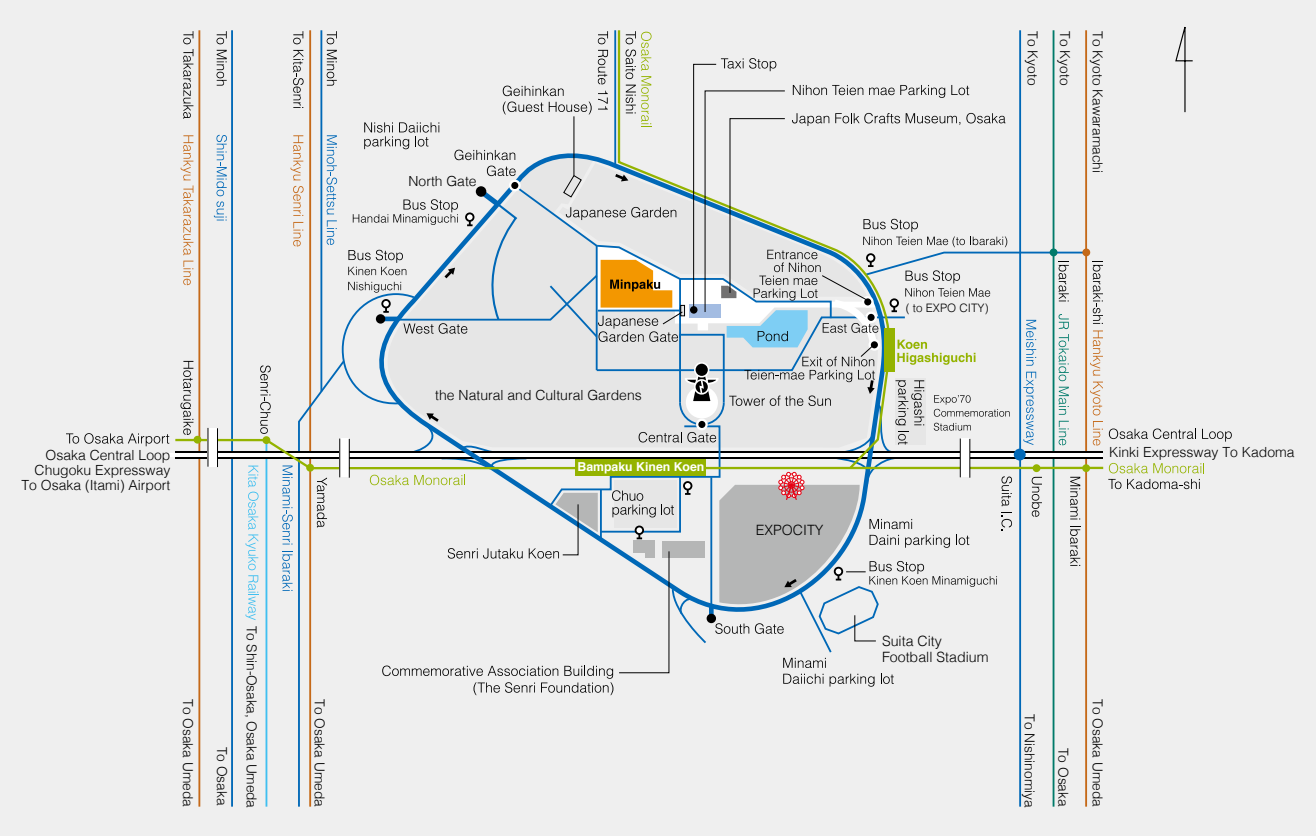 To Takarazuka
Hankyu Takarazuka Line
Hotarugaike
To Osaka Umeda
To Minoh
Shin-Mido suji
To Osaka
Senri-Chuo
Kita Osaka Kyuko Railway
To Shin-Osaka, Osaka Umeda
To Kita-Senri
Hankyu Senri Line
Minami-Senri Ibaraki
To Minoh
Minoh-Settsu Line
Yamada
To Osaka Umeda
To Osaka Airport
Osaka Central Loop
Chugoku Expressway
To Osaka (Itami) Airport
Osaka Monorail
To Route 171
To Saito Nishi
Osaka Monorail
Taxi Stop
Nihon Teien mae Parking Lot
Japan Folk Crafts Museum, Osaka
Geihinkan
(Guest House)
Nishi Daiichi
parking lot
Geihinkan
Gate
North Gate
Bus Stop
Handai Minamiguchi
Bus Stop
Kinen Koen
Nishiguchi
West Gate
Japanese Garden
Minpaku
Japanese
Garden Gate
Entrance
of Nihon
Teien mae
Parking Lot
Pond
East Gate
Exit of Nihon
Teien-mae Parking Lot
Bus Stop
Nihon Teien Mae (to Ibaraki)
Bus Stop
Nihon Teien Mae
( to EXPO CITY)
Koen
Higashiguchi
the Natural and Cultural Gardens
Tower of the Sun
Central Gate
Higashi
parking lot
Expo'70
Commemoration
Stadium
Bampaku Kinen Koen
Chuo
parking lot
EXPOCITY
Minami
Daini parking lot
Senri Jutaku Koen
Bus Stop
Kinen Koen Minamiguchi
South Gate
Suita City
Football Stadium
Minami
Daiichi parking lot
Commemorative Association Building
(The Senri Foundation)
To Kyoto
Meishin Expressway
Suita I.C.
To Nishinomiya
To Kyoto
Ibaraki
JR Tokaido Main Line
Unobe
To Osaka
To Kyoto Kawaramachi
Ibaraki-shi
Hankyu Kyoto Line
Minami Ibaraki
To Osaka Umeda
Osaka Central Loop
Kinki Expressway To Kadoma
Osaka Monorail
To Kadoma-shi